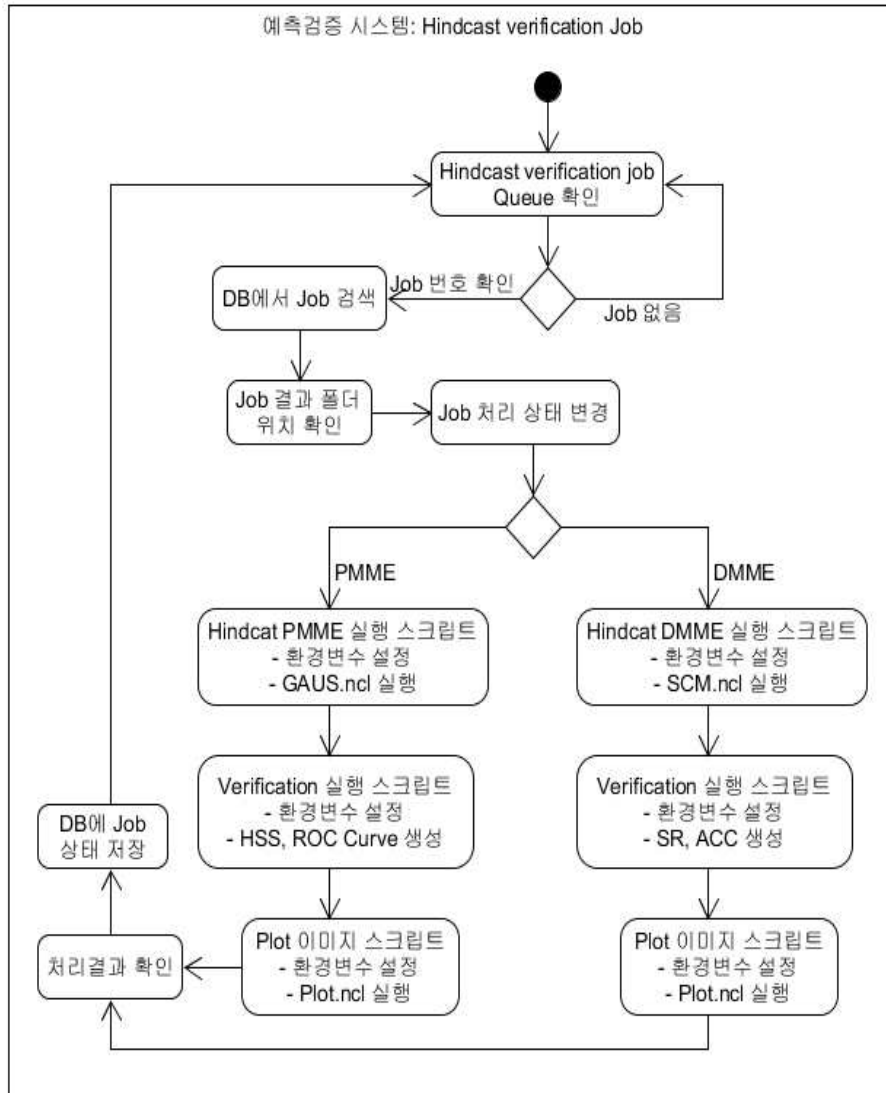 예측검증 시스템: Hindcast verification Job
Hindcast verification job
Queue 확인
Job 번호 확인
Job 없음
DB에서 Job 검색
Job 결과 폴더
위치 확인
Job 처리 상태 변경
PMME
DMME
Hindcat PMME 실행 스크립트
- 환경변수 설정
- GAUS.ncl 실행
Hindcat DMME 실행 스크립트
- 환경변수 설정
- SCM.ncl 실행
Verification 실행 스크립트
- 환경변수 설정
- HSS, ROC Curve 생성
Verification 실행 스크립트
- 환경변수 설정
- SR, ACC 생성
DB에 Job
상태 저장
처리결과 확인
Plot 이미지 스크립트
- 환경변수 설정
- Plot.ncl 실행
Plot 이미지 스크립트
- 환경변수 설정
- Plot.ncl 실행